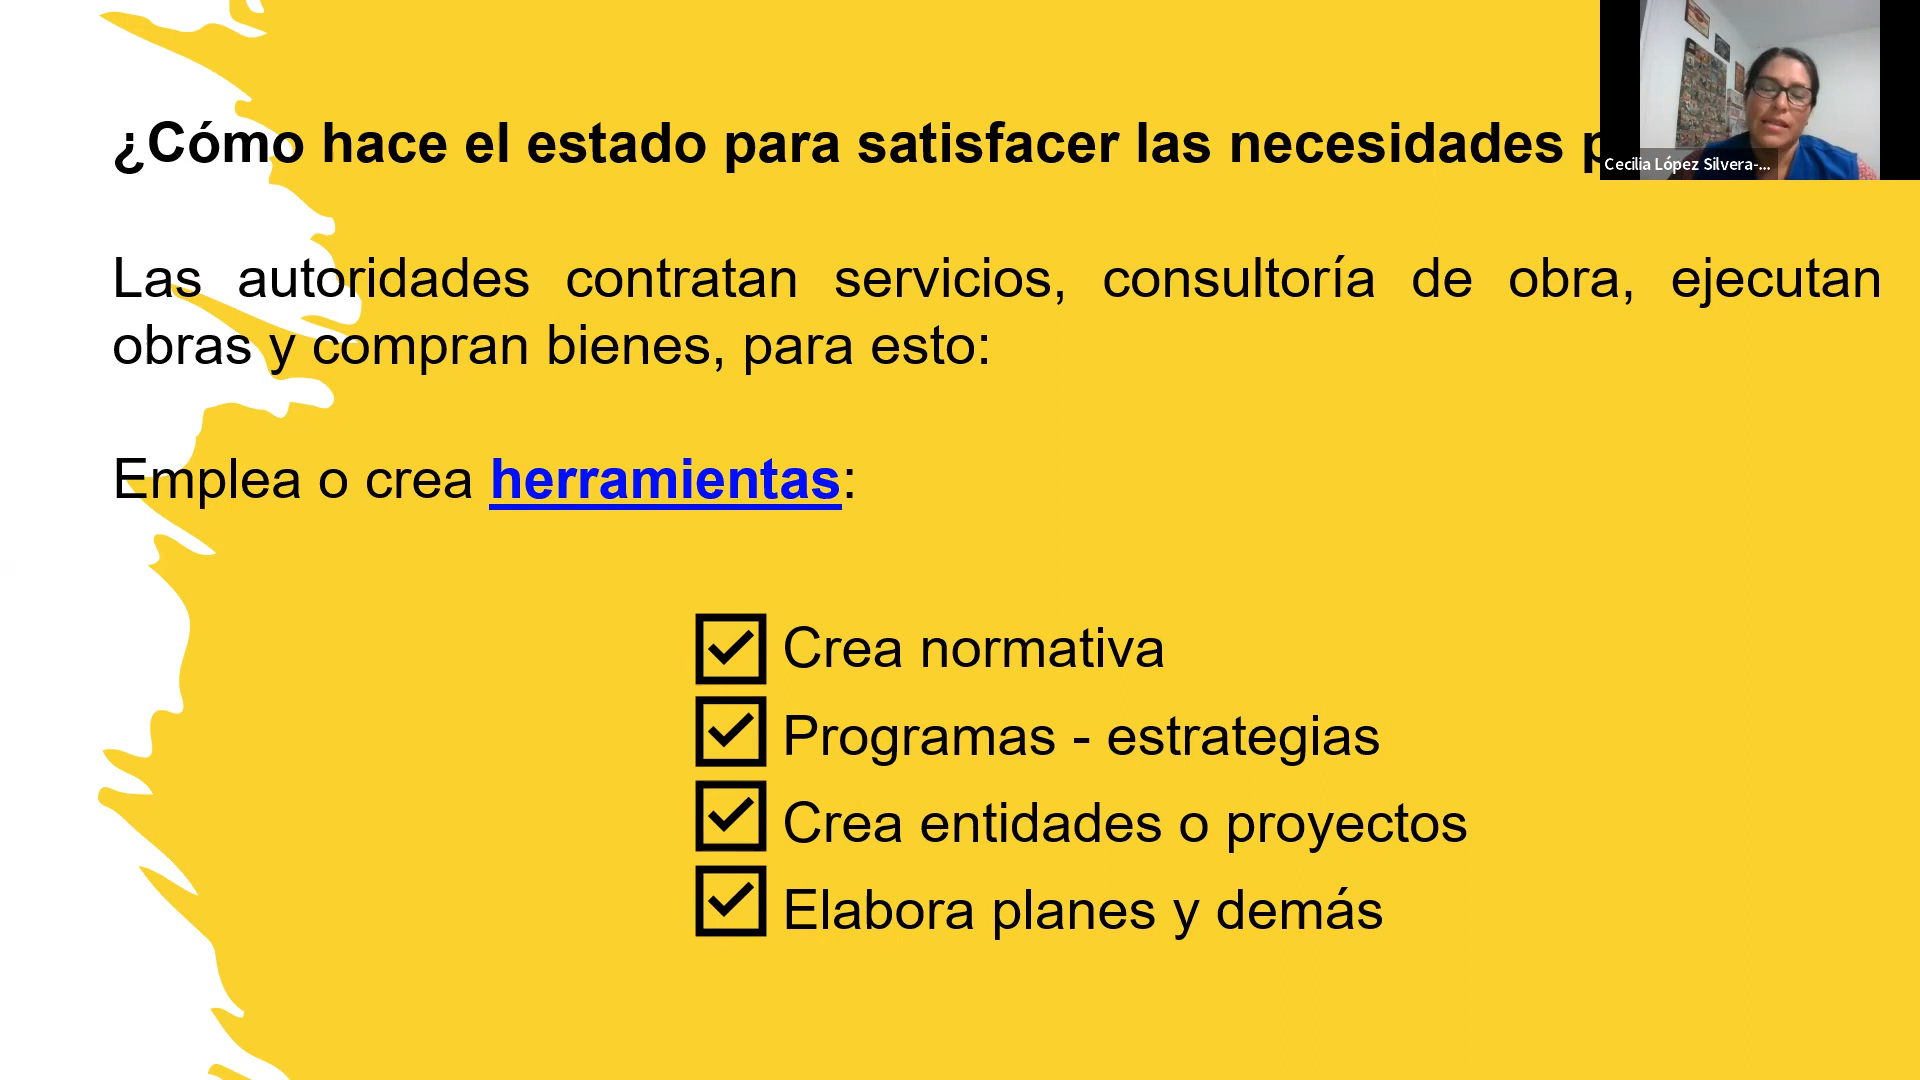 ¿Cómo hace el estado para satisfacer las necesidades
Cecilia López Silvera-...
Las autoridades contratan servicios, consultoría de obra, ejecutan
obras y compran bienes, para esto:
Emplea o crea herramientas:
Crea normativa
Programas - estrategias
Crea entidades o proyectos
Elabora planes y demás